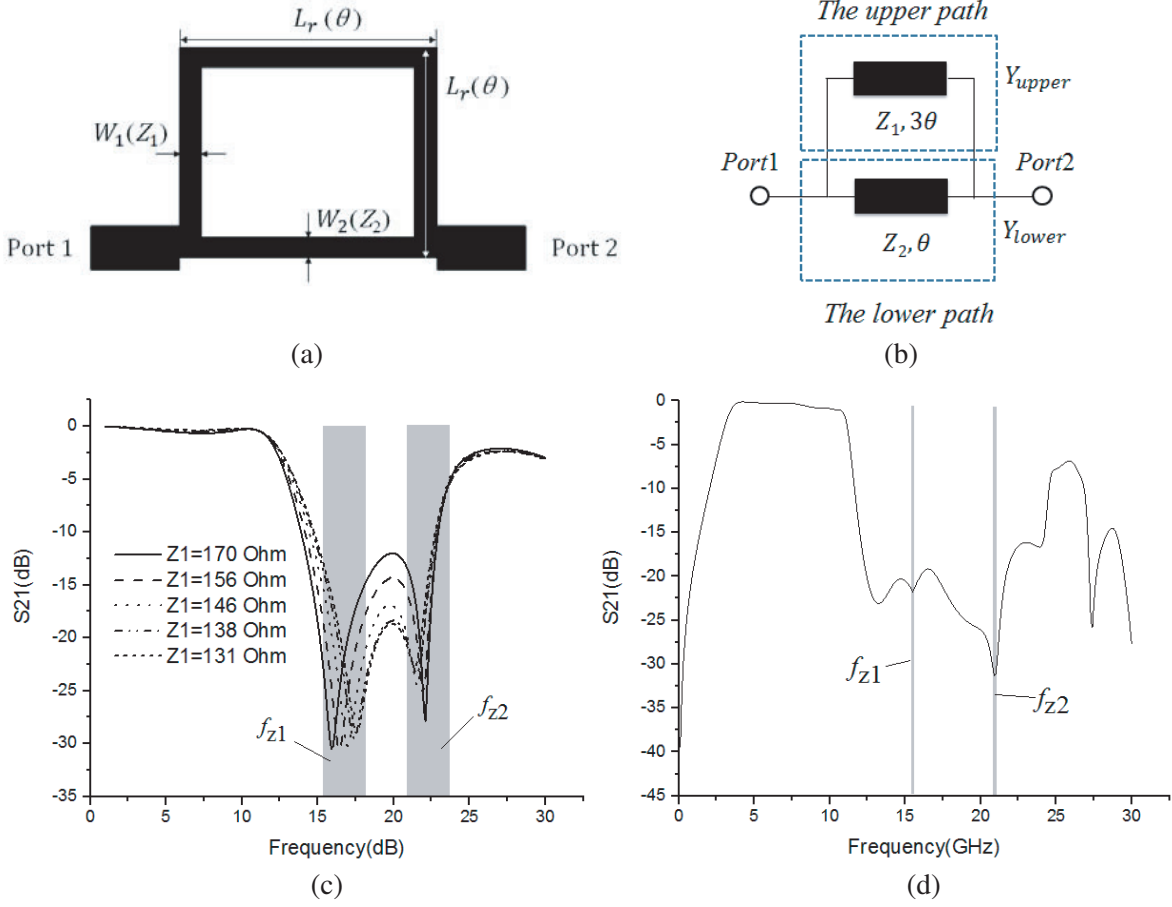 L_r(θ)
L_r(θ)
W_1(Z_1)
W_2(Z_2)
Port 1
Port 2
(a)
The upper path
Y_upper
Z_1, 3θ
Port1
Port2
Z_2, θ
Y_lower
The lower path
(b)
0
-5
-10
-15
-20
-25
-30
-35
S21(dB)
Z1=170 Ohm
Z1=156 Ohm
Z1=146 Ohm
Z1=138 Ohm
Z1=131 Ohm
f_z1
f_z2
0 5 10 15 20 25 30
Frequency(dB)
(c)
0
-5
-10
-15
-20
-25
-30
-35
-40
-45
S21(dB)
f_z1
f_z2
0 5 10 15 20 25 30
Frequency(GHz)
(d)